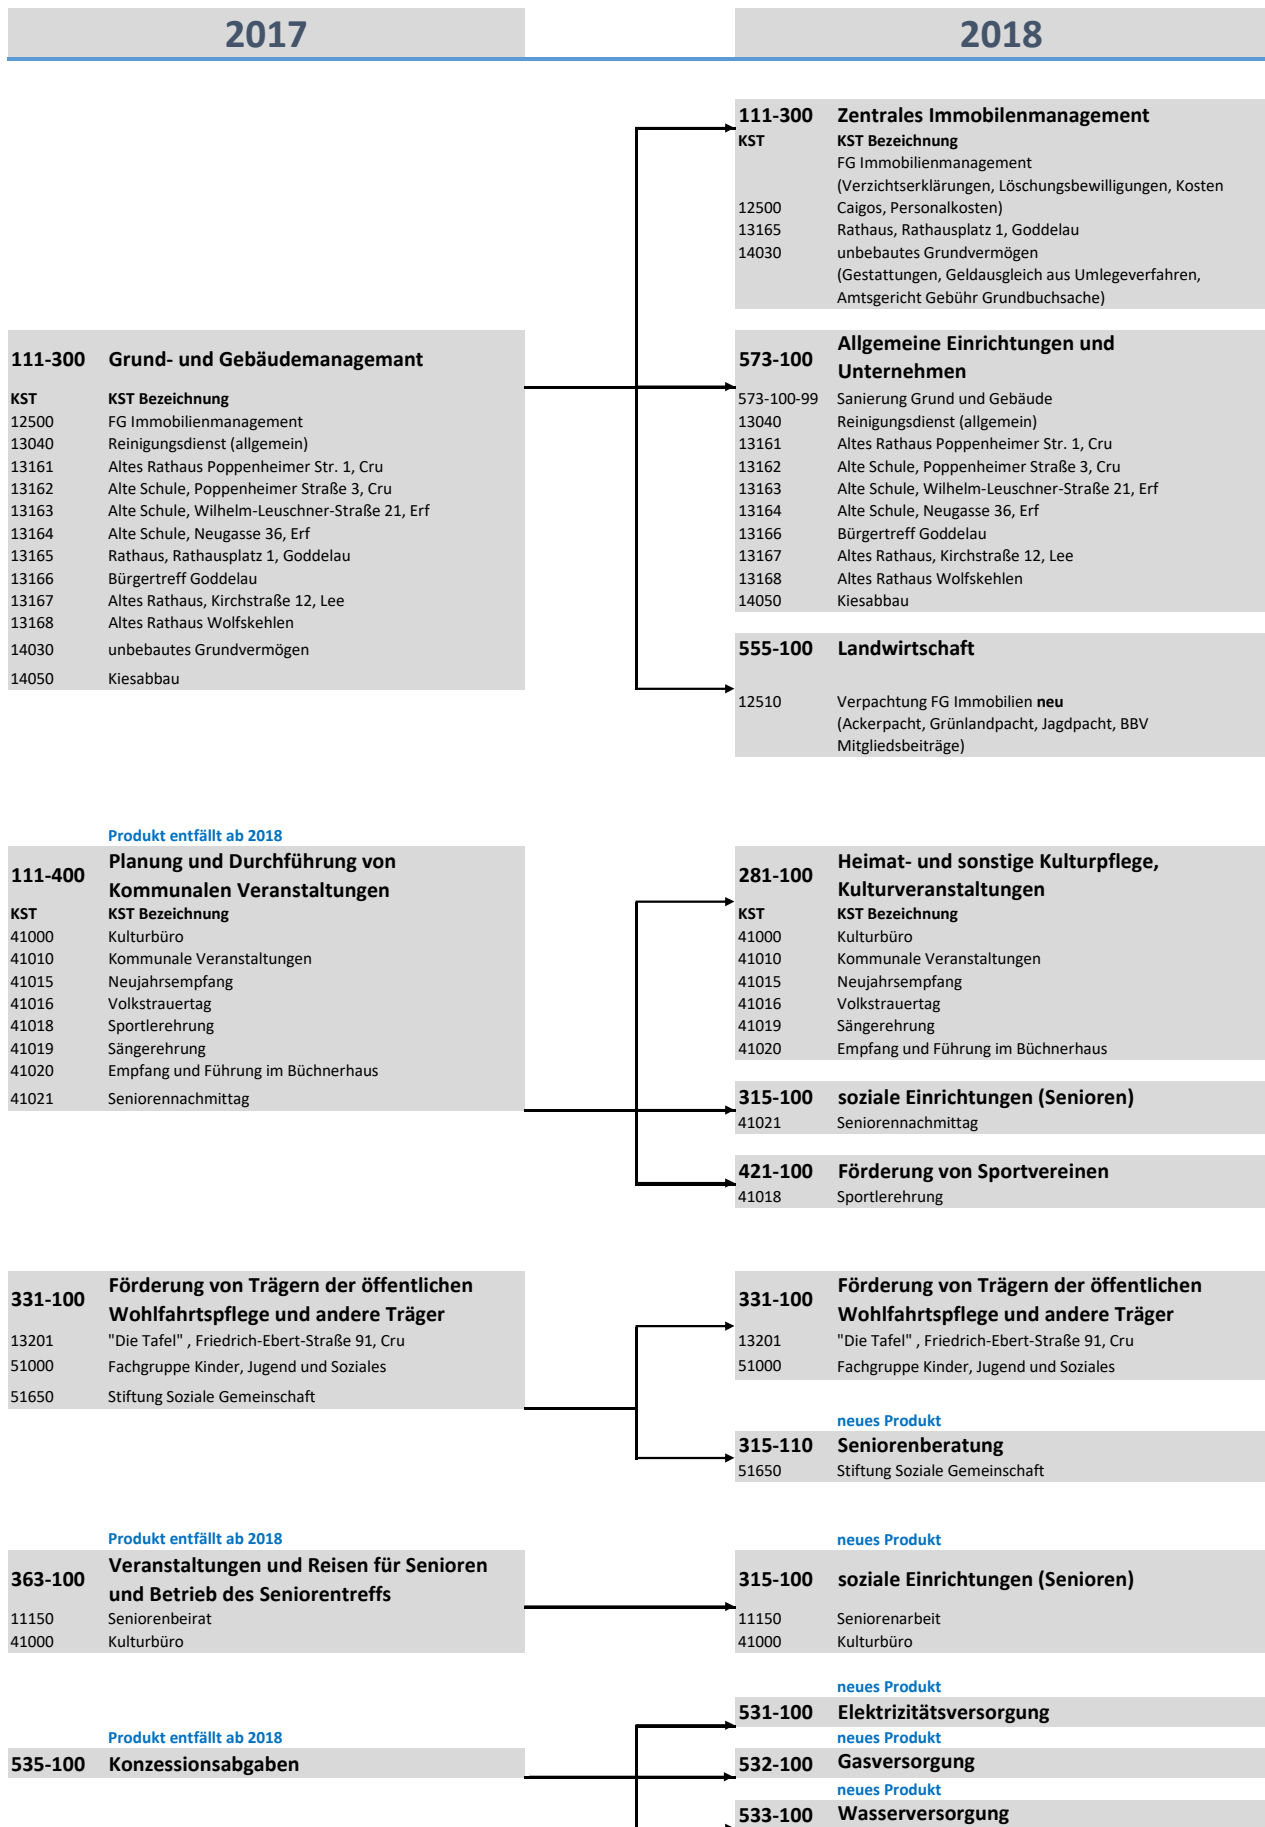 2017
2018
111-300 Zentrales Immobilenmanagement
KST KST Bezeichnung
FG Immobilienmanagement
(Verzichtserklärungen, Löschungsbewilligungen, Kosten
12500 Caigos, Personalkosten)
13165 Rathaus, Rathausplatz 1, Goddelau
14030 unbebautes Grundvermögen
(Gestattungen, Geldausgleich aus Umlegeverfahren,
Amtsgericht Gebühr Grundbuchsache)
111-300 Grund- und Gebäudemanagemant
KST KST Bezeichnung
12500 FG Immobilienmanagement
13040 Reinigungsdienst (allgemein)
13161 Altes Rathaus Poppenheimer Str. 1, Cru
13162 Alte Schule, Poppenheimer Straße 3, Cru
13163 Alte Schule, Wilhelm-Leuschner-Straße 21, Erf
13164 Alte Schule, Neugasse 36, Erf
13165 Rathaus, Rathausplatz 1, Goddelau
13166 Bürgertreff Goddelau
13167 Altes Rathaus, Kirchstraße 12, Lee
13168 Altes Rathaus Wolfskehlen
14030 unbebautes Grundvermögen
14050 Kiesabbau
573-100 Allgemeine Einrichtungen und
Unternehmen
573-100-99 Sanierung Grund und Gebäude
13040 Reinigungsdienst (allgemein)
13161 Altes Rathaus Poppenheimer Str. 1, Cru
13162 Alte Schule, Poppenheimer Straße 3, Cru
13163 Alte Schule, Wilhelm-Leuschner-Straße 21, Erf
13164 Alte Schule, Neugasse 36, Erf
13166 Bürgertreff Goddelau
13167 Altes Rathaus, Kirchstraße 12, Lee
13168 Altes Rathaus Wolfskehlen
14050 Kiesabbau
555-100 Landwirtschaft
12510 Verpachtung FG Immobilien neu
(Ackerpacht, Grünlandpacht, Jagdpacht, BBV
Mitgliedsbeiträge)
Produkt entfällt ab 2018
111-400 Planung und Durchführung von
Kommunalen Veranstaltungen
KST KST Bezeichnung
41000 Kulturbüro
41010 Kommunale Veranstaltungen
41015 Neujahrsempfang
41016 Volkstrauertag
41018 Sportlerehrung
41019 Sängerehrung
41020 Empfang und Führung im Büchnerhaus
41021 Seniorennachmittag
281-100 Heimat- und sonstige Kulturpflege,
Kulturveranstaltungen
KST KST Bezeichnung
41000 Kulturbüro
41010 Kommunale Veranstaltungen
41015 Neujahrsempfang
41016 Volkstrauertag
41019 Sängerehrung
41020 Empfang und Führung im Büchnerhaus
315-100 soziale Einrichtungen (Senioren)
41021 Seniorennachmittag
421-100 Förderung von Sportvereinen
41018 Sportlerehrung
331-100 Förderung von Trägern der öffentlichen
Wohlfahrtspflege und andere Träger
13201 "Die Tafel" , Friedrich-Ebert-Straße 91, Cru
51000 Fachgruppe Kinder, Jugend und Soziales
51650 Stiftung Soziale Gemeinschaft
331-100 Förderung von Trägern der öffentlichen
Wohlfahrtspflege und andere Träger
13201 "Die Tafel" , Friedrich-Ebert-Straße 91, Cru
51000 Fachgruppe Kinder, Jugend und Soziales
neues Produkt
315-110 Seniorenberatung
51650 Stiftung Soziale Gemeinschaft
Produkt entfällt ab 2018
363-100 Veranstaltungen und Reisen für Senioren
und Betrieb des Seniorentreffs
11150 Seniorenbeirat
41000 Kulturbüro
neues Produkt
315-100 soziale Einrichtungen (Senioren)
11150 Seniorenarbeit
41000 Kulturbüro
Produkt entfällt ab 2018
535-100 Konzessionsabgaben
neues Produkt
531-100 Elektrizitätsversorgung
neues Produkt
532-100 Gasversorgung
neues Produkt
533-100 Wasserversorgung